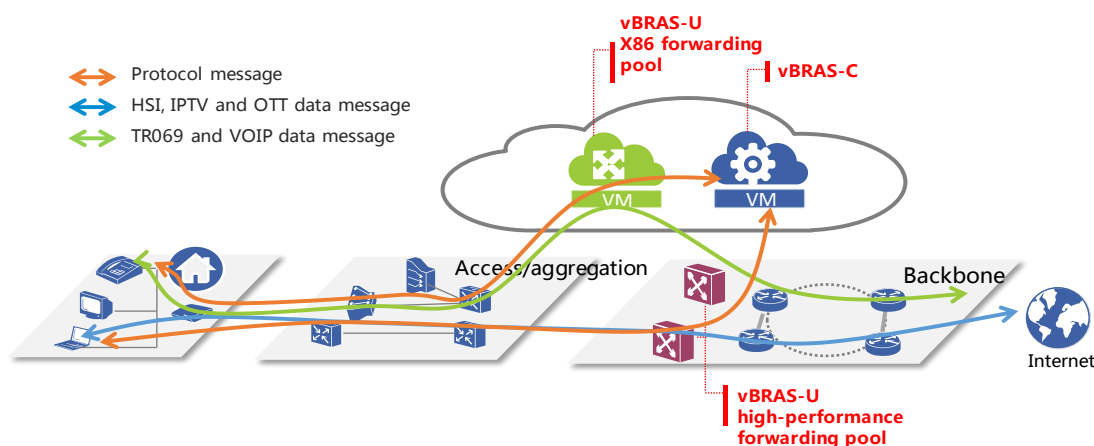 vBRAS-U
X86 forwarding
pool
vBRAS-C
Protocol message
HSI, IPTV and OTT data message
TR069 and VOIP data message
VM
VM
Access/aggregation
Backbone
Internet
vBRAS-U
high-performance
forwarding pool